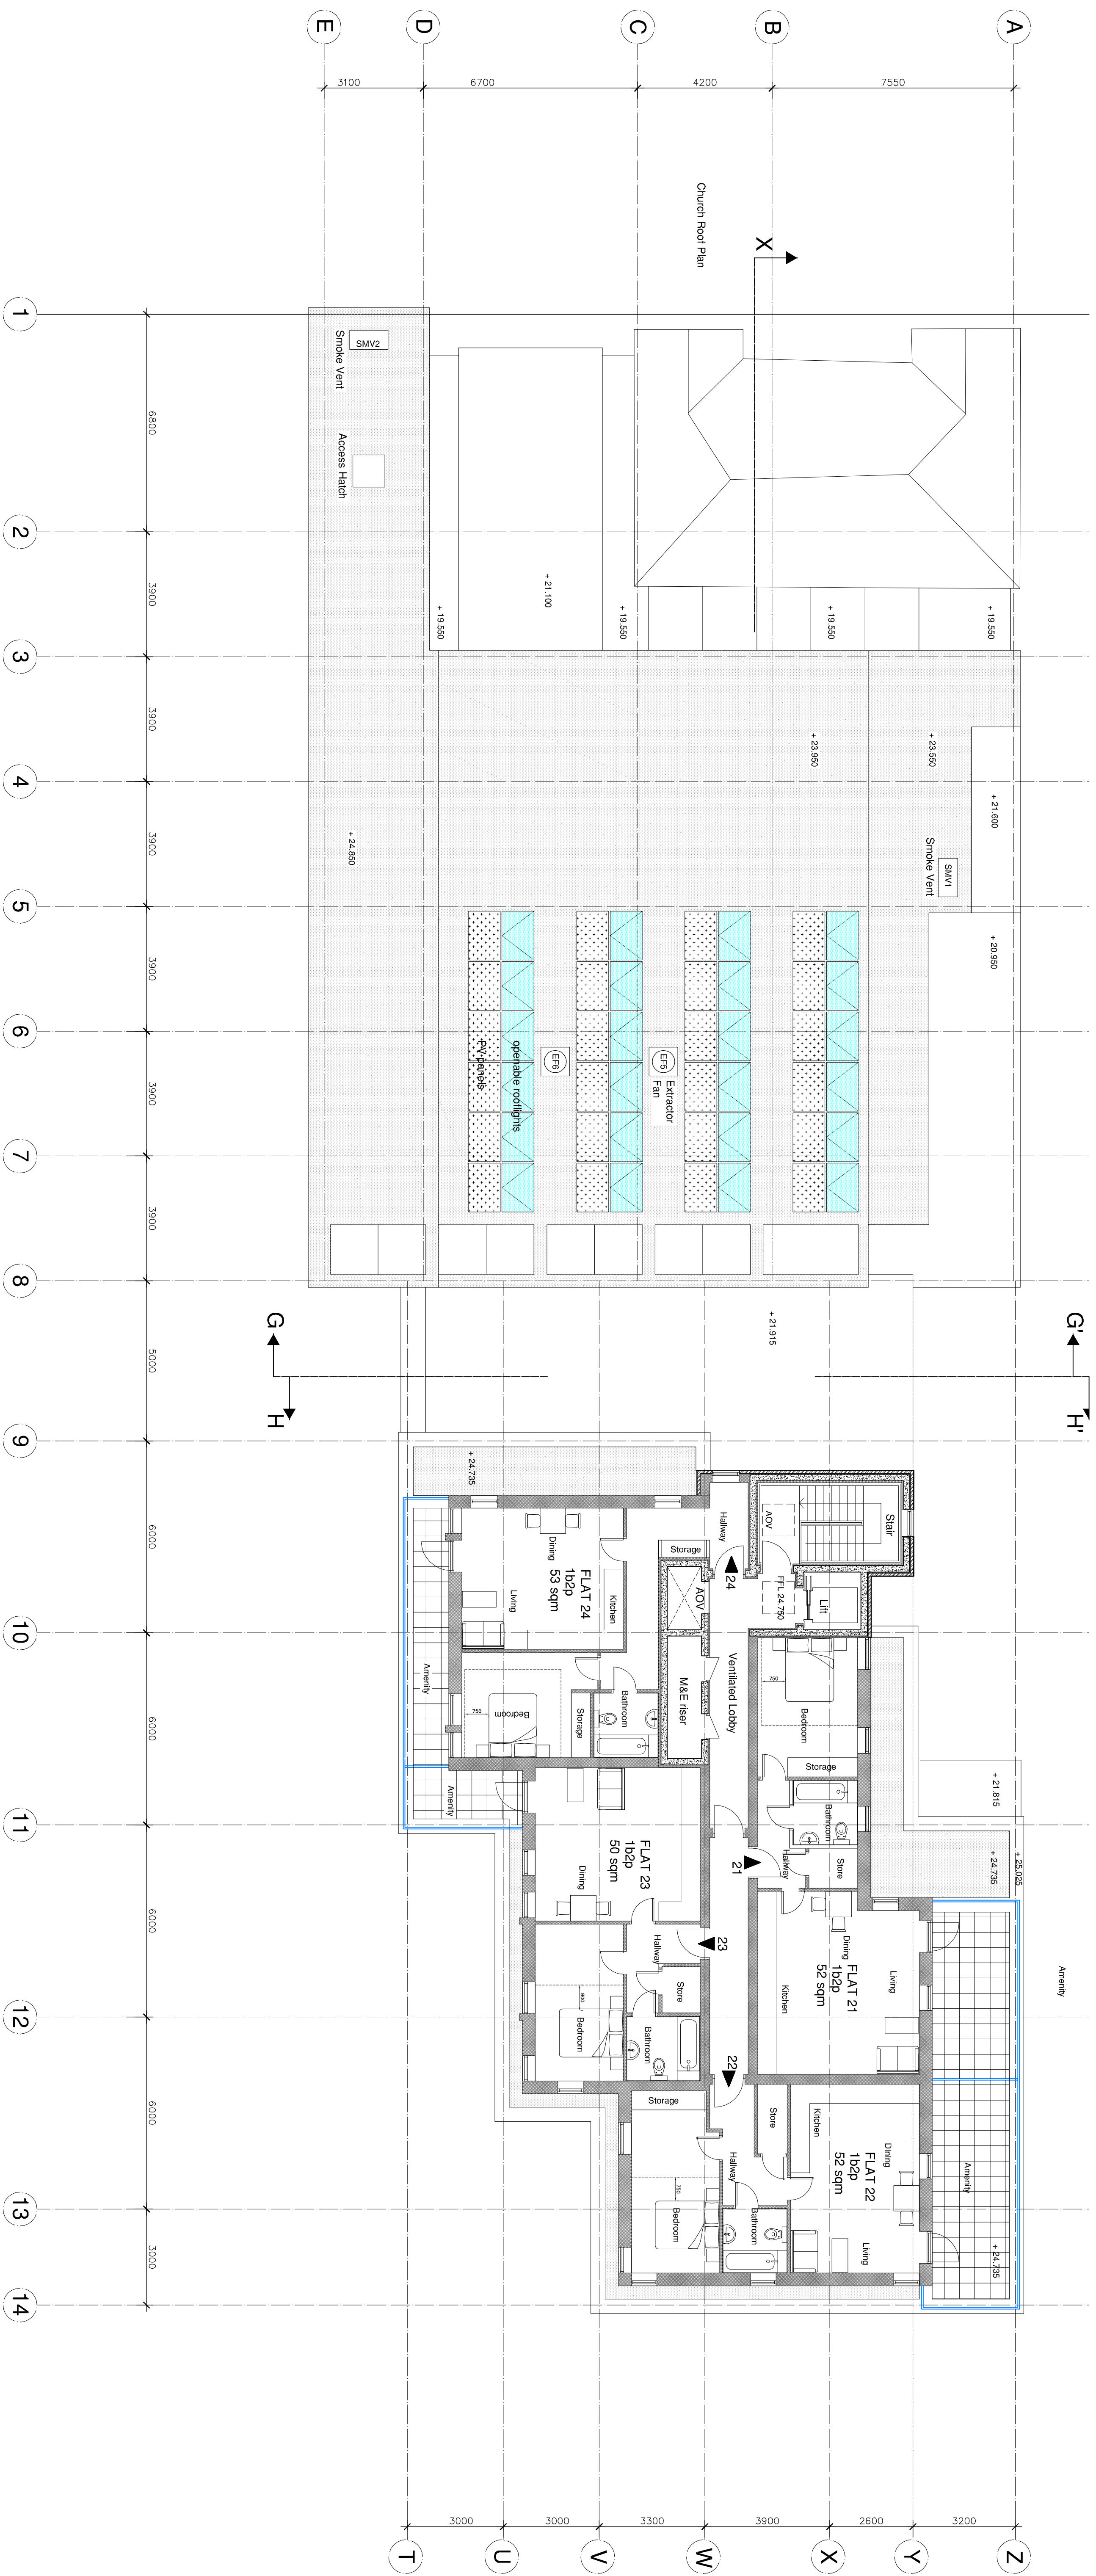 E
D
C
B
A
3100
6700
4200
7550
Church Roof Plan
X
1
2
3
4
5
6
7
8
9
10
11
12
13
14
6800
3900
3900
3900
3900
3900
3900
5000
6000
6000
6000
6000
3000
SMV2
Smoke Vent
Access Hatch
+ 21.100
+ 19.550
+ 19.550
+ 19.550
+ 19.550
+ 23.950
+ 23.550
+ 21.600
+ 24.850
SMV1
Smoke Vent
+ 20.950
EF6
EF5
Extractor
Fan
openable rooflights
PV panels
+ 21.915
G
G'
H
H'
+ 24.735
Stair
AOV
Hallway
Storage
24
FFL 24.750
Lift
AOV
M&E riser
Ventilated Lobby
FLAT 24
1b2p
53 sqm
Dining
Living
Kitchen
Amenity
Bedroom
750
Storage
Bathroom
Bedroom
750
Storage
Bathroom
Store
Hallway
21
+ 21.815
+ 24.735
+ 25.025
Amenity
FLAT 23
1b2p
50 sqm
Dining
Hallway
23
Store
Bathroom
Bedroom
800
FLAT 21
1b2p
52 sqm
Dining
Living
Kitchen
Amenity
22
Storage
Store
Hallway
Kitchen
FLAT 22
1b2p
52 sqm
Dining
Living
Bathroom
Bedroom
750
Amenity
+ 24.735
3000
3000
3300
3900
2600
3200
T
U
V
W
X
Y
Z